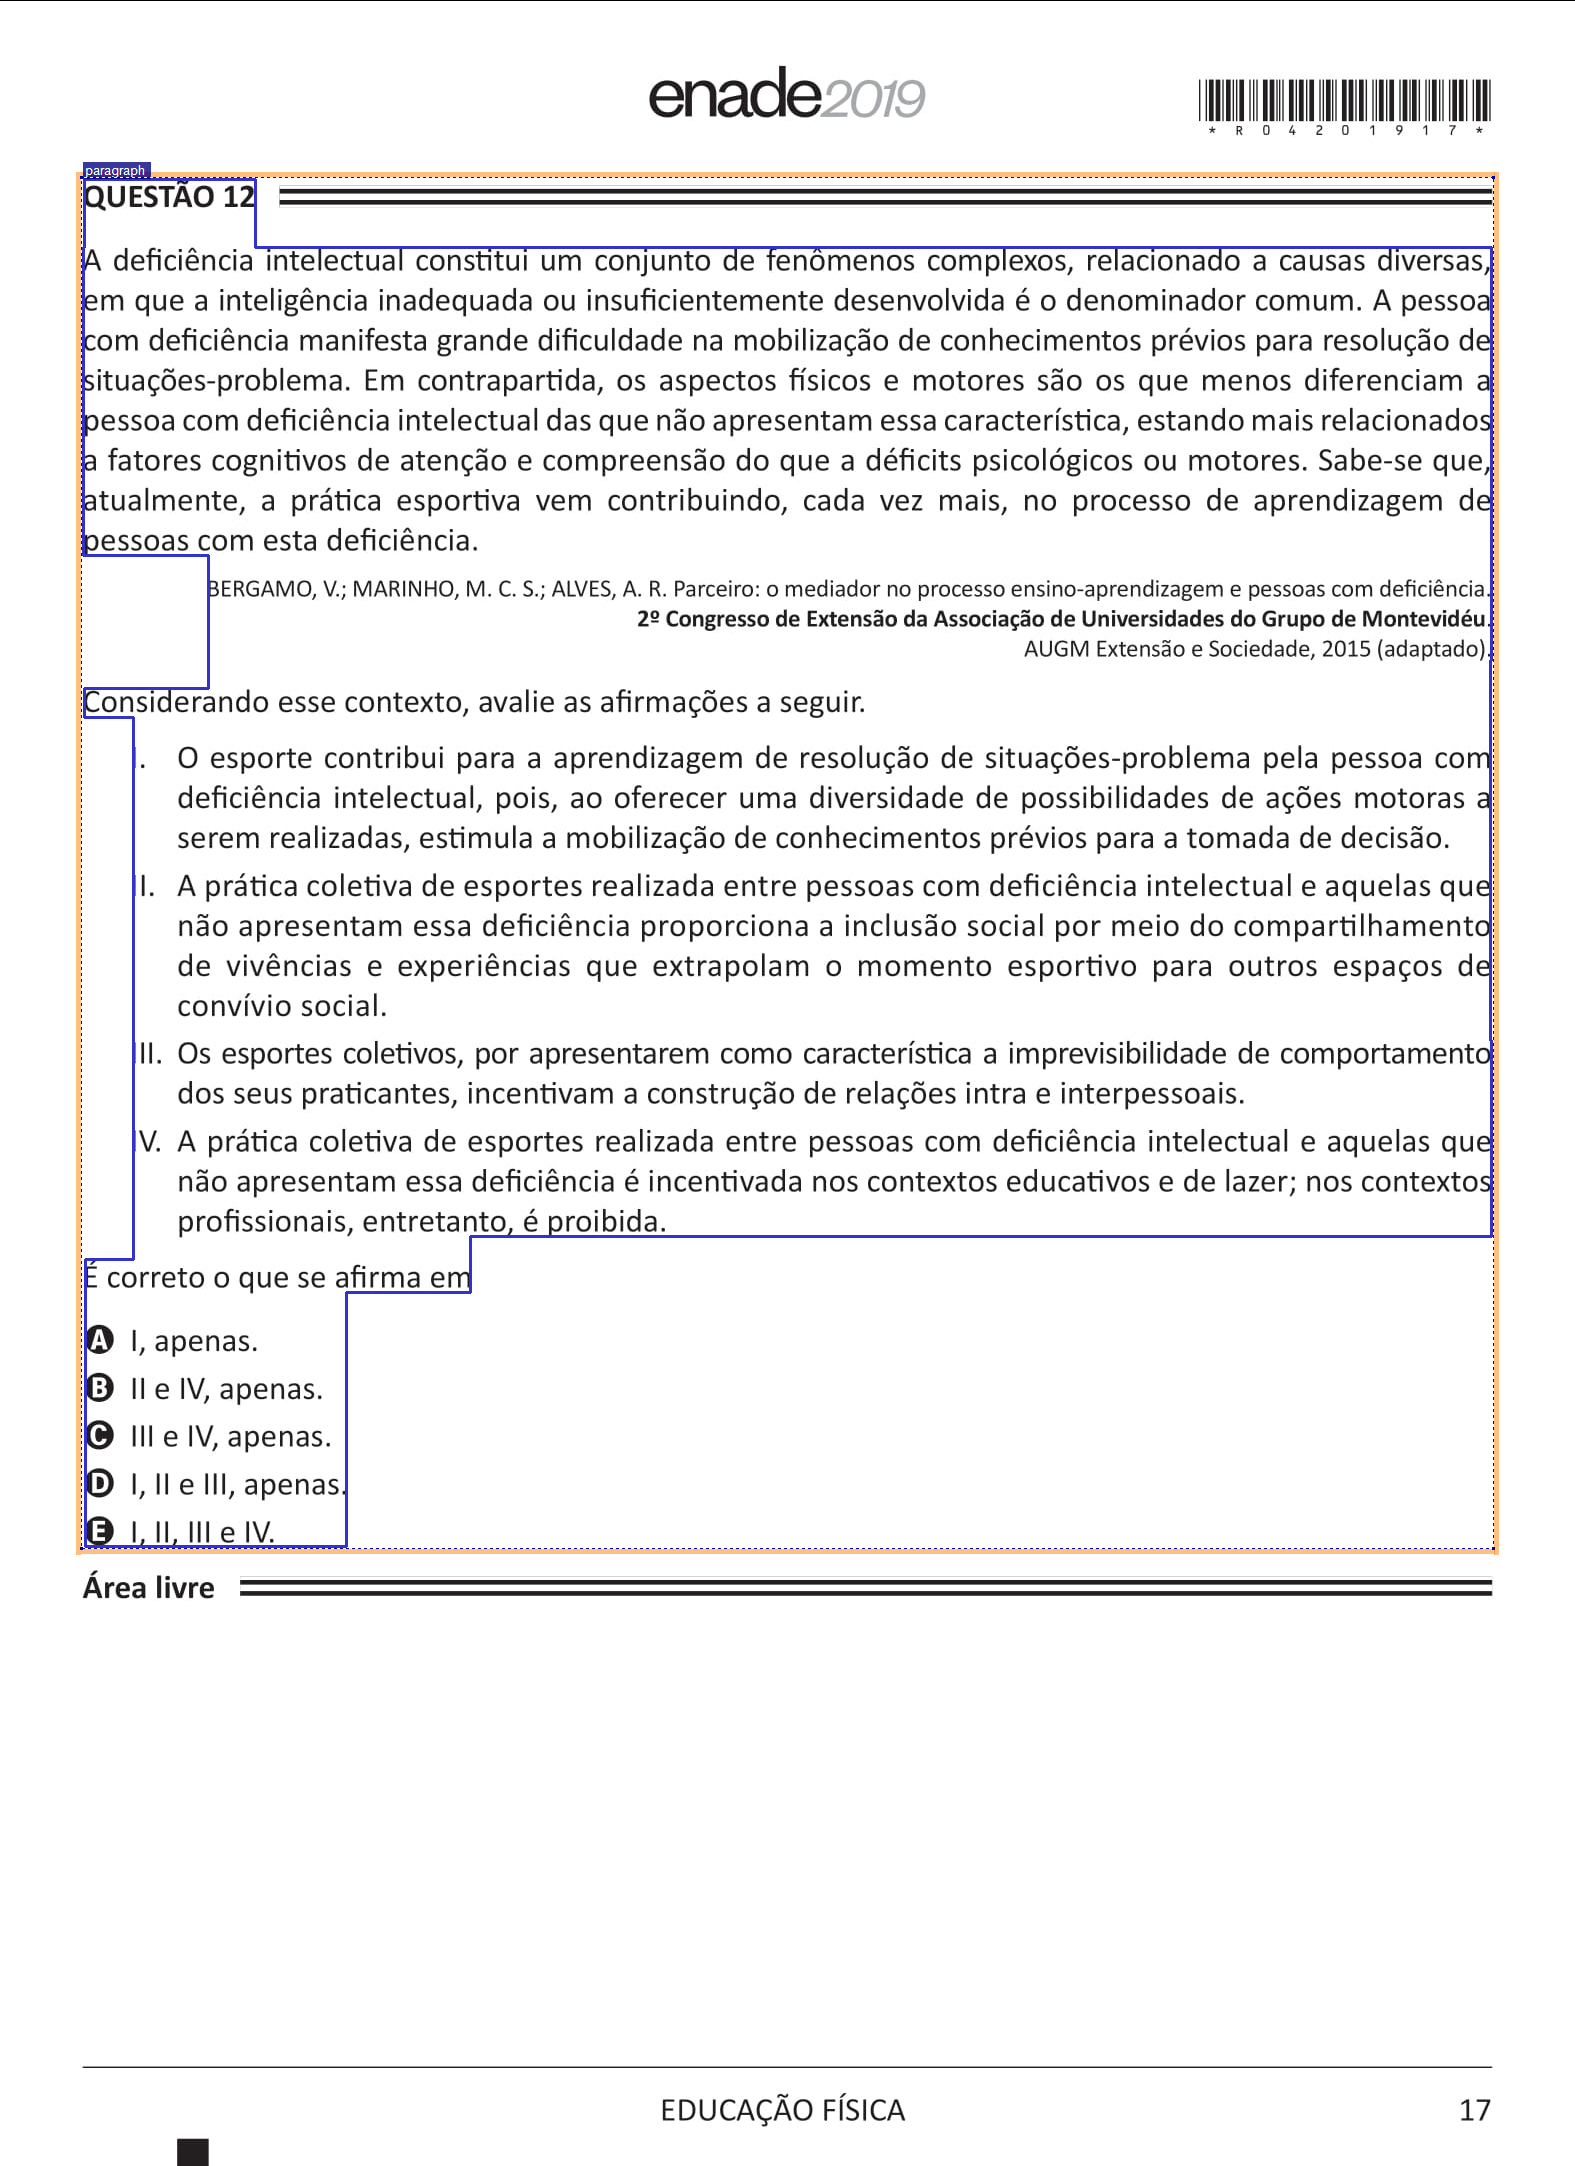 enade2019
* R 0 4 2 0 1 9 1 7 *
paragraph
QUESTÃO 12
A deficiência intelectual constitui um conjunto de fenômenos complexos, relacionado a causas diversas,
em que a inteligência inadequada ou insuficientemente desenvolvida é o denominador comum. A pessoa
com deficiência manifesta grande dificuldade na mobilização de conhecimentos prévios para resolução de
situações-problema. Em contrapartida, os aspectos físicos e motores são os que menos diferenciam a
pessoa com deficiência intelectual das que não apresentam essa característica, estando mais relacionados
a fatores cognitivos de atenção e compreensão do que a déficits psicológicos ou motores. Sabe-se que,
atualmente, a prática esportiva vem contribuindo, cada vez mais, no processo de aprendizagem de
pessoas com esta deficiência.
BERGAMO, V.; MARINHO, M. C. S.; ALVES, A. R. Parceiro: o mediador no processo ensino-aprendizagem e pessoas com deficiência.
2º Congresso de Extensão da Associação de Universidades do Grupo de Montevidéu.
AUGM Extensão e Sociedade, 2015 (adaptado).
Considerando esse contexto, avalie as afirmações a seguir.
I. O esporte contribui para a aprendizagem de resolução de situações-problema pela pessoa com
deficiência intelectual, pois, ao oferecer uma diversidade de possibilidades de ações motoras a
serem realizadas, estimula a mobilização de conhecimentos prévios para a tomada de decisão.
II. A prática coletiva de esportes realizada entre pessoas com deficiência intelectual e aquelas que
não apresentam essa deficiência proporciona a inclusão social por meio do compartilhamento
de vivências e experiências que extrapolam o momento esportivo para outros espaços de
convívio social.
III. Os esportes coletivos, por apresentarem como característica a imprevisibilidade de comportamento
dos seus praticantes, incentivam a construção de relações intra e interpessoais.
IV. A prática coletiva de esportes realizada entre pessoas com deficiência intelectual e aquelas que
não apresentam essa deficiência é incentivada nos contextos educativos e de lazer; nos contextos
profissionais, entretanto, é proibida.
É correto o que se afirma em
A I, apenas.
B II e IV, apenas.
C III e IV, apenas.
D I, II e III, apenas.
E I, II, III e IV.
Área livre
EDUCAÇÃO FÍSICA
17